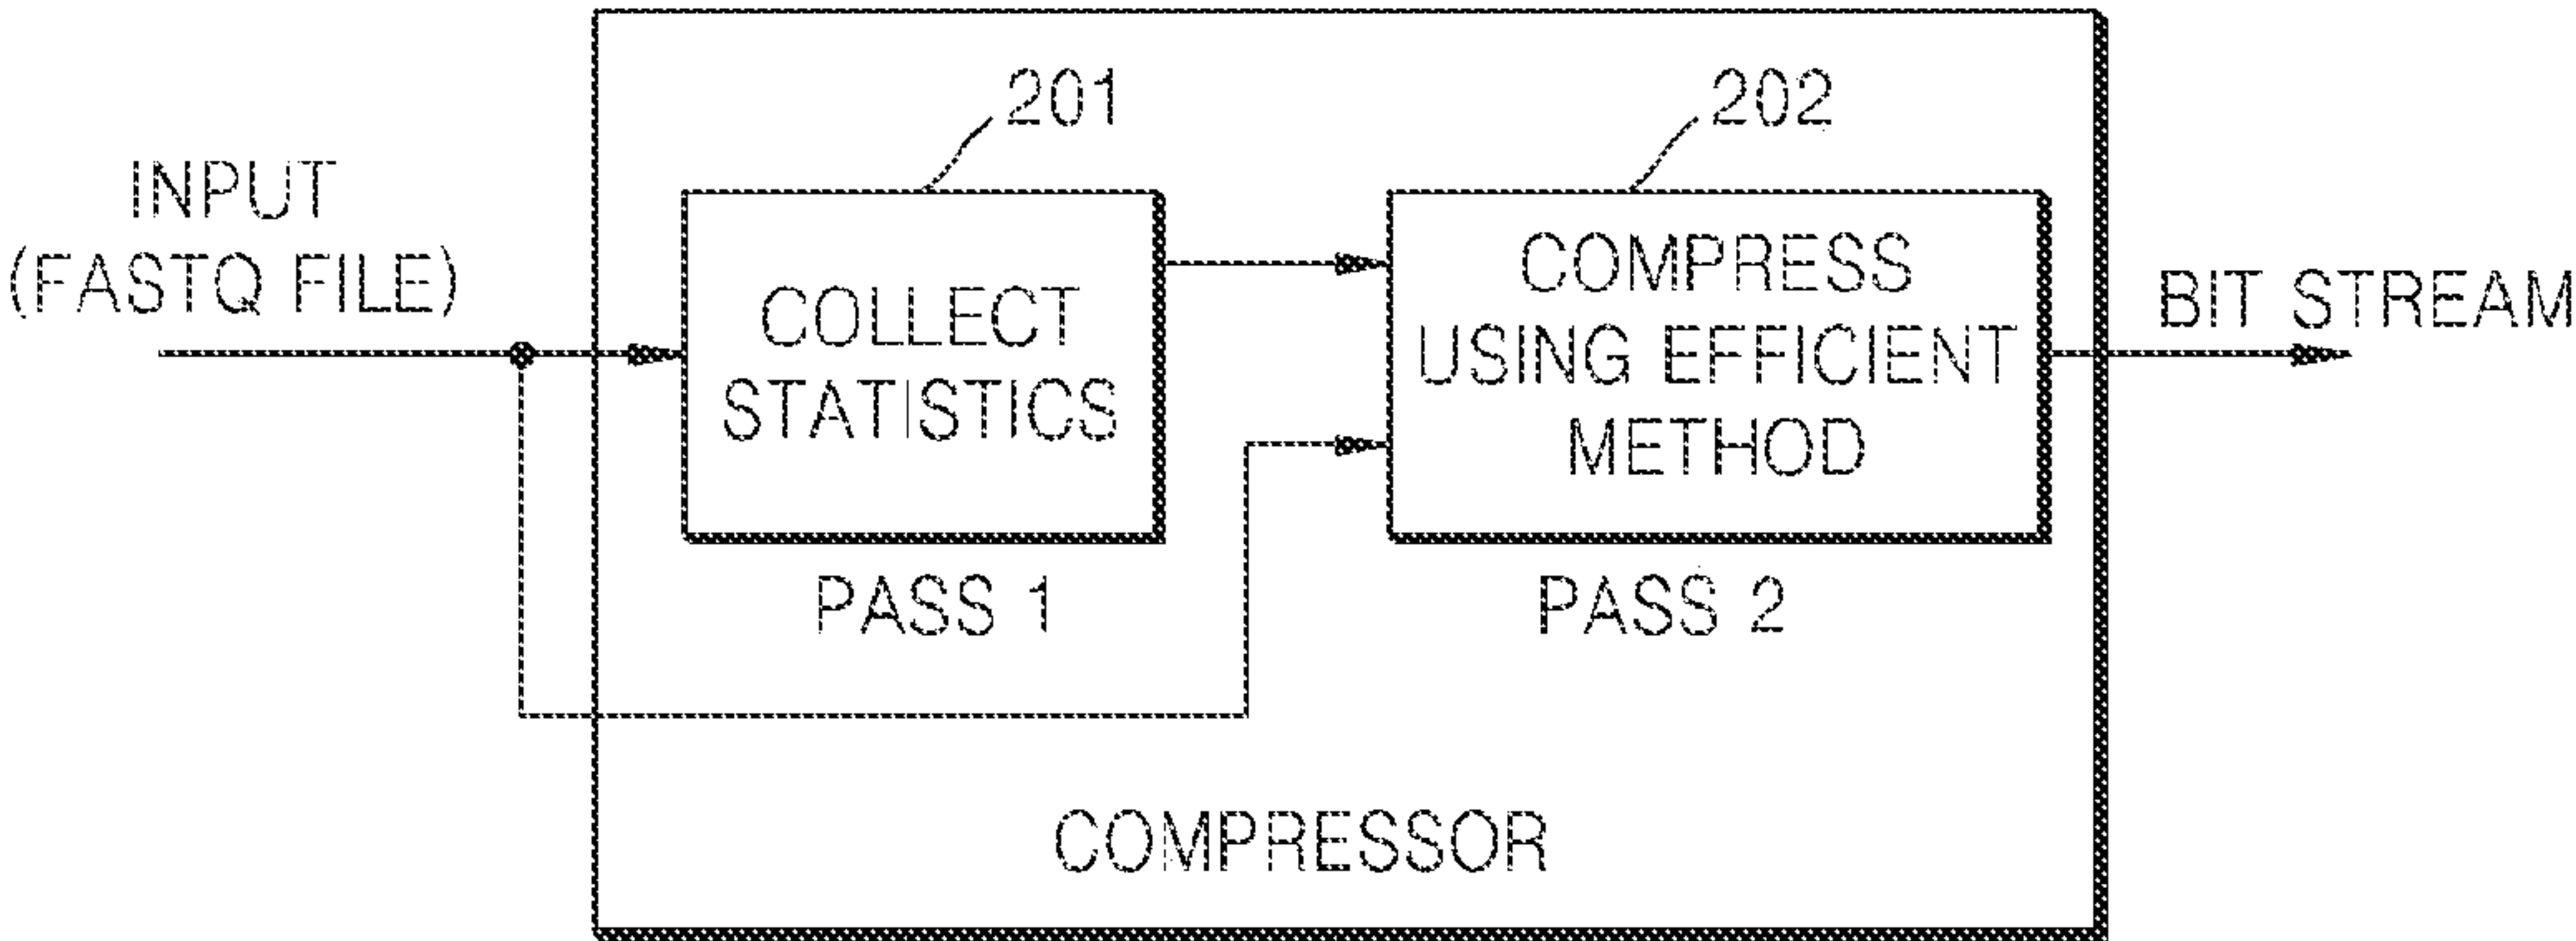 201
202
INPUT
(FASTQ FILE)
COLLECT
STATISTICS
COMPRESS
USING EFFICIENT
METHOD
BIT STREAM
PASS 1
PASS 2
COMPRESSOR